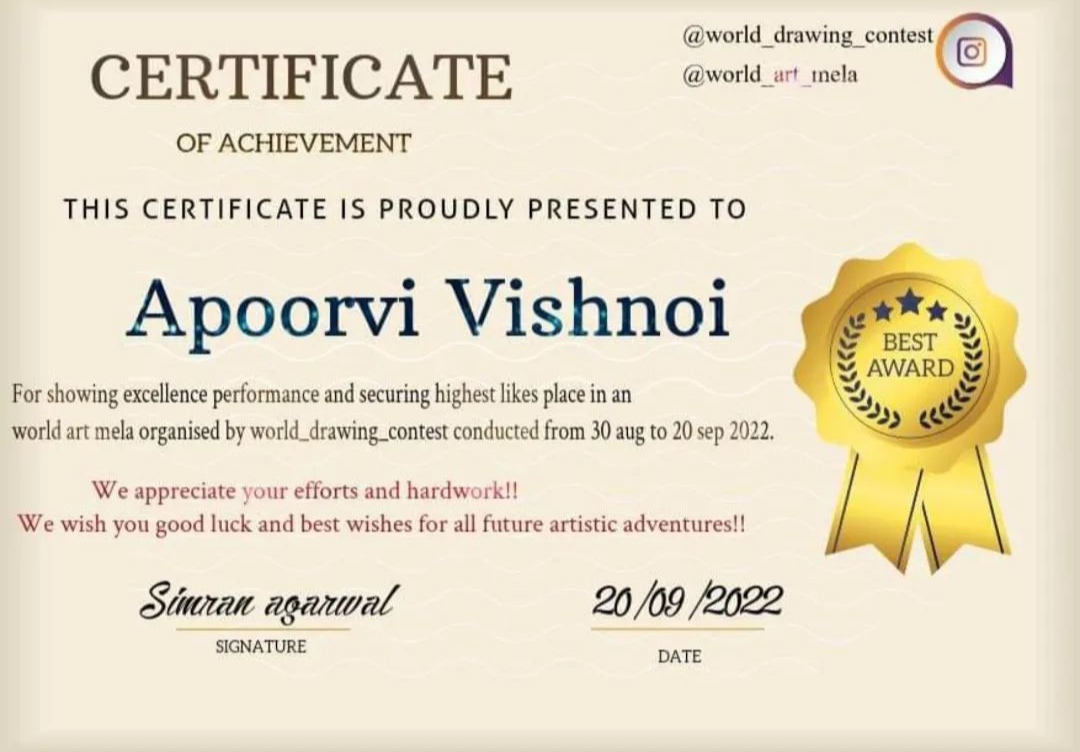 @world_drawing_contest
@world_art_mela
CERTIFICATE
OF ACHIEVEMENT
THIS CERTIFICATE IS PROUDLY PRESENTED TO
Apoorvi Vishnoi
BEST
AWARD
For showing excellence performance and securing highest likes place in an
world art mela organised by world_drawing_contest conducted from 30 aug to 20 sep 2022.
We appreciate your efforts and hardwork!!
We wish you good luck and best wishes for all future artistic adventures!!
Simran agarwal
20/09/2022
SIGNATURE
DATE